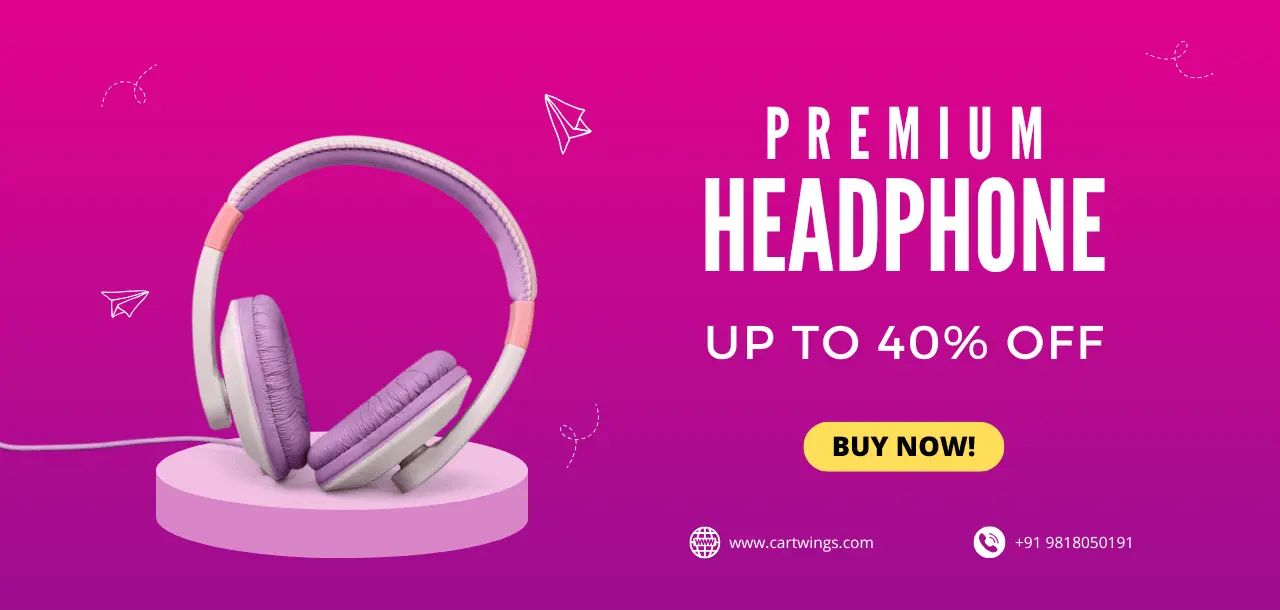 PREMIUM
HEADPHONE
UP TO 40% OFF
BUY NOW!
www.cartwings.com
+91 9818050191